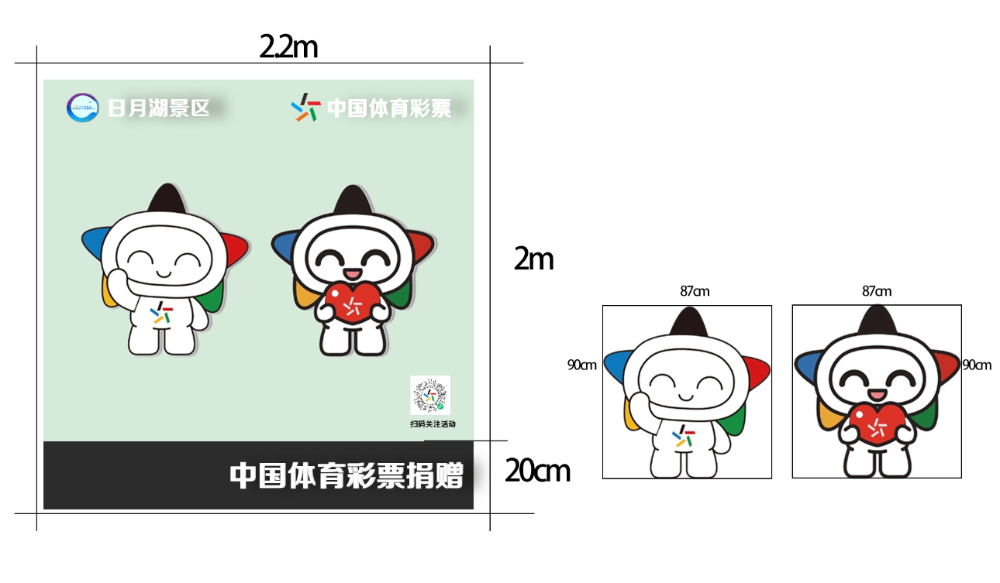 2.2m
日月湖景区
中国体育彩票
2m
87cm
87cm
90cm
90cm
扫码关注活动
中国体育彩票捐赠
20cm